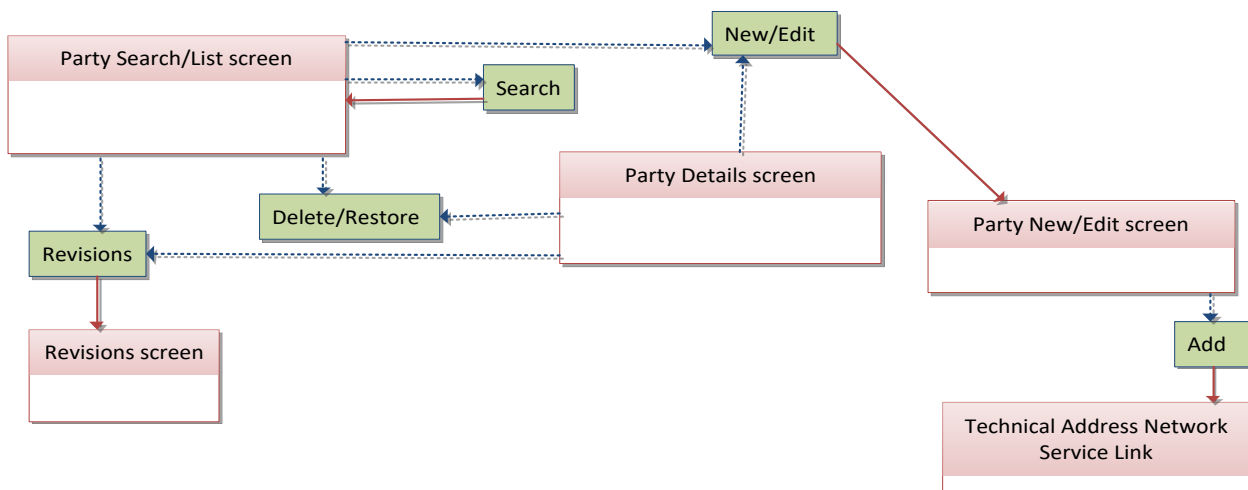 New/Edit
Party Search/List screen
Search
Party Details screen
Delete/Restore
Party New/Edit screen
Revisions
Add
Revisions screen
Technical Address Network
Service Link